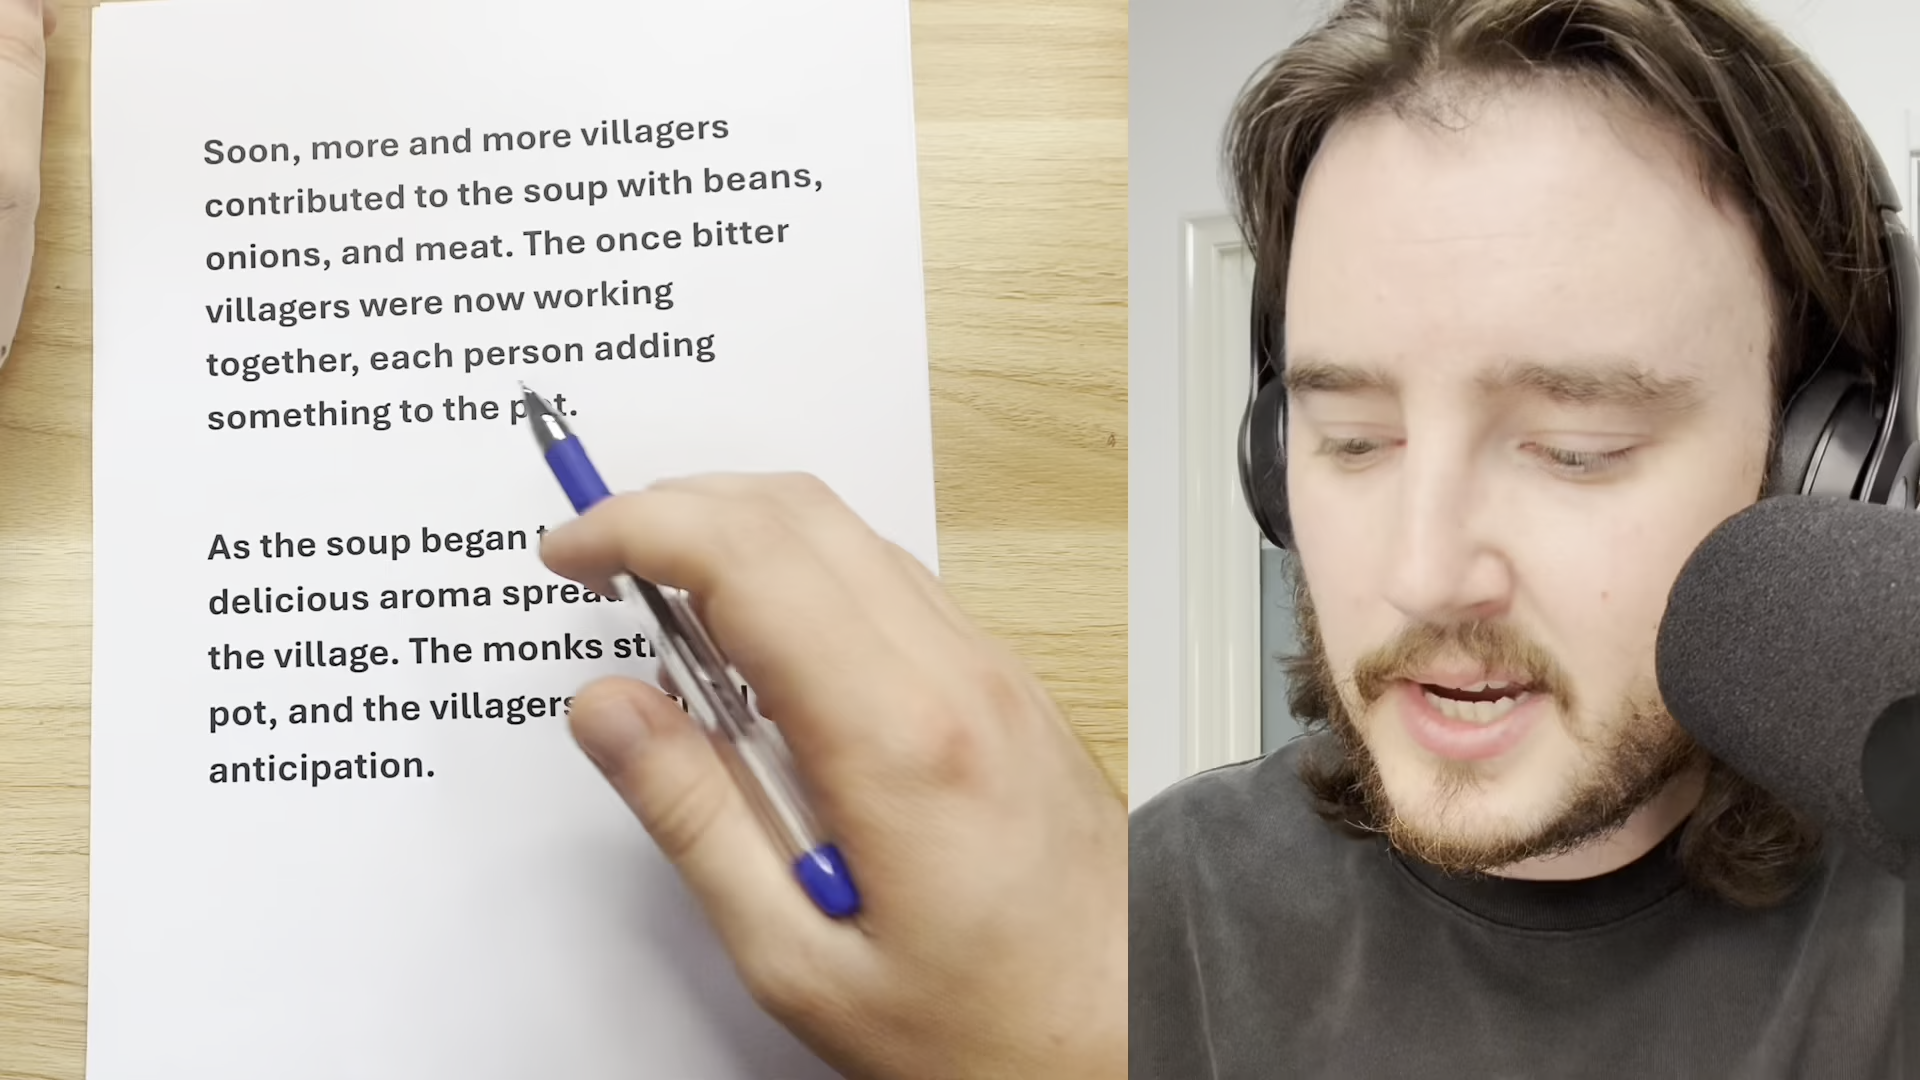 Soon, more and more villagers
contributed to the soup with beans,
onions, and meat. The once bitter
villagers were now working
together, each person adding
something to the pot.
As the soup began
delicious aroma spread
the village. The monks
pot, and the villagers
anticipation.